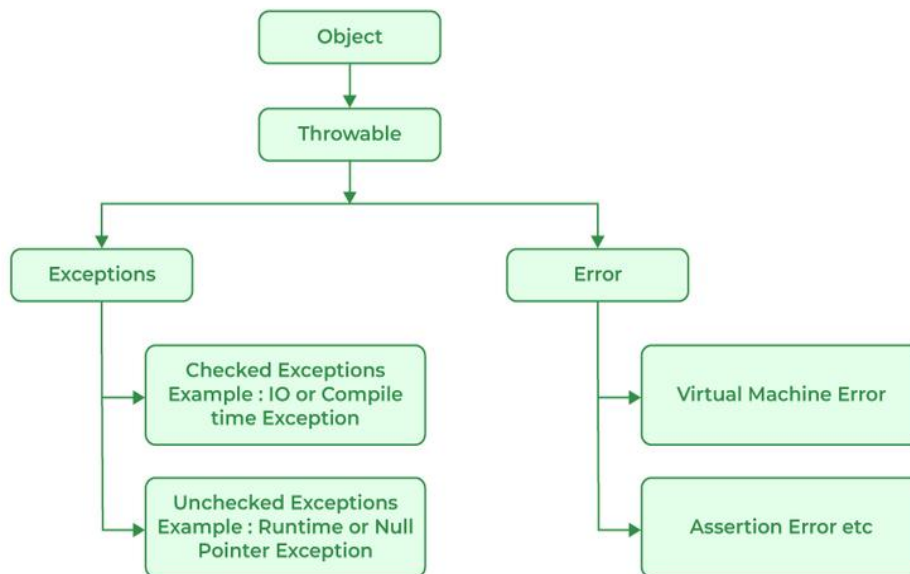 Object
Throwable
Exceptions
Error
Checked Exceptions
Example : IO or Compile
time Exception
Virtual Machine Error
Unchecked Exceptions
Example : Runtime or Null
Pointer Exception
Assertion Error etc